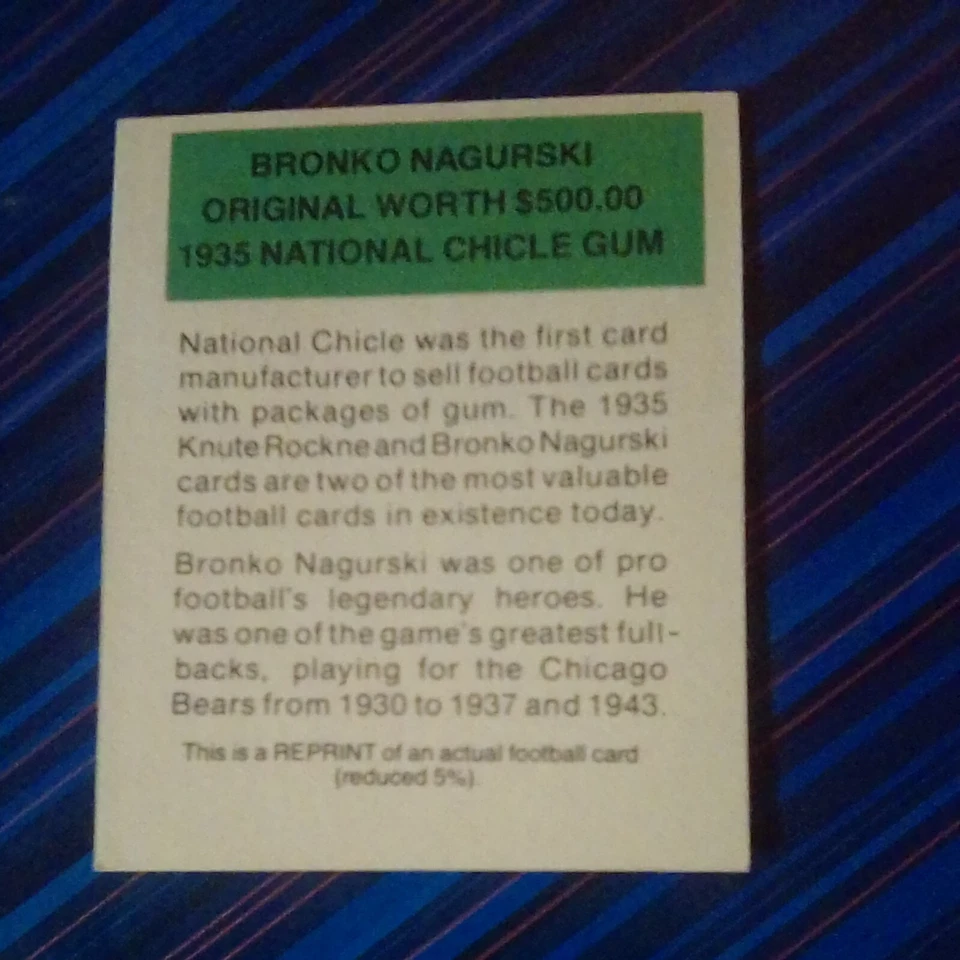 BRONKO NAGURSKI
ORIGINAL WORTH $500.00
1935 NATIONAL CHICLE GUM
National Chicle was the first card
manufacturer to sell football cards
with packages of gum. The 1935
Knute Rockne and Bronko Nagurski
cards are two of the most valuable
football cards in existence today.
Bronko Nagurski was one of pro
football's legendary heroes. He
was one of the game's greatest full-
backs, playing for the Chicago
Bears from 1930 to 1937 and 1943.
This is a REPRINT of an actual football card
(reduced 5%).